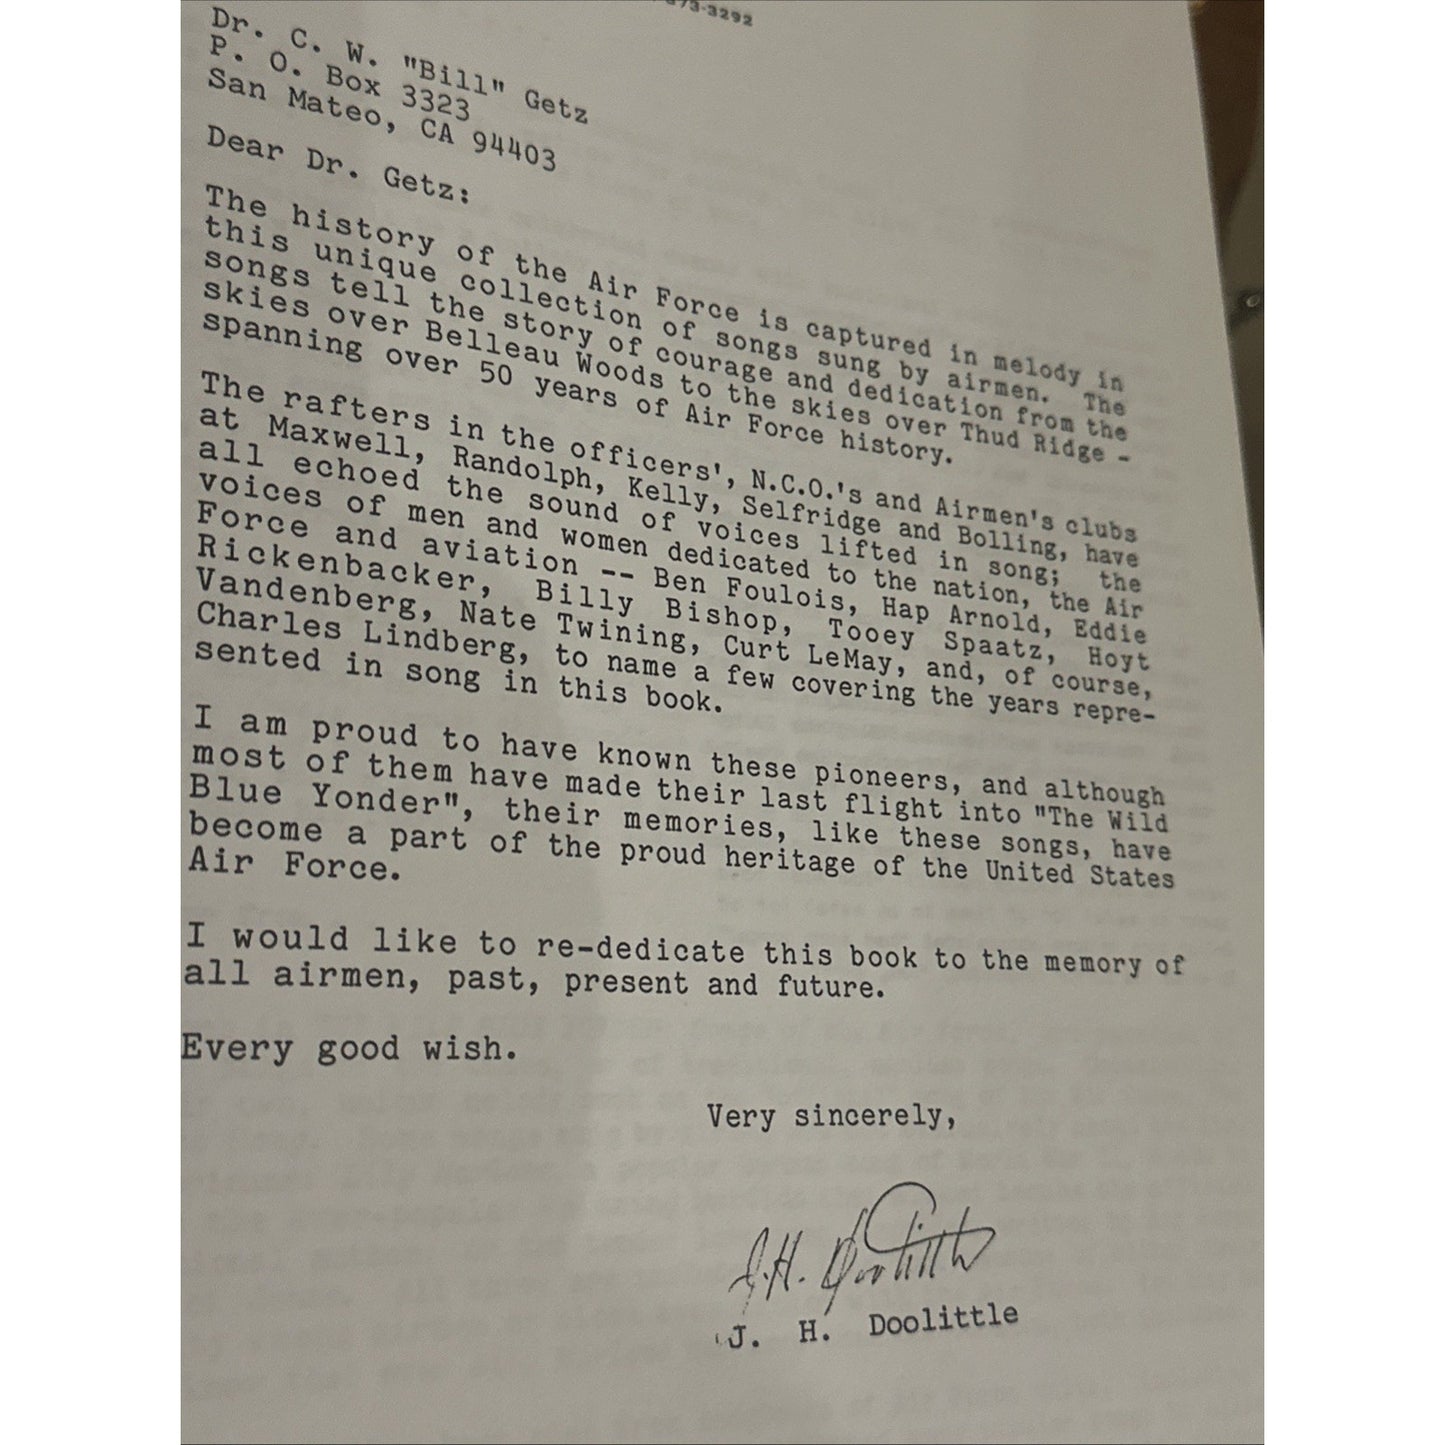 73-3292
Dr. C. W. "Bill" Getz
P. O. Box 3323
San Mateo, CA 94403
Dear Dr. Getz:
The history of the Air Force is captured in melody in
this unique collection of songs sung by airmen. The
songs tell the story of courage and dedication from the
skies over Belleau Woods to the skies over Thud Ridge -
spanning over 50 years of Air Force history.
The rafters in the officers', N.C.O.'s and Airmen's clubs
at Maxwell, Randolph, Kelly, Selfridge and Bolling, have
all echoed the sound of voices lifted in song; the
voices of men and women dedicated to the nation, the Air
Force and aviation -- Ben Foulois, Hap Arnold, Eddie
Rickenbacker, Billy Bishop, Tooey Spaatz, Hoyt
Vandenberg, Nate Twining, Curt LeMay, and, of course,
Charles Lindberg, to name a few covering the years repre-
sented in song in this book.
I am proud to have known these pioneers, and although
most of them have made their last flight into "The Wild
Blue Yonder", their memories, like these songs, have
become a part of the proud heritage of the United States
Air Force.
I would like to re-dedicate this book to the memory of
all airmen, past, present and future.
Every good wish.
Very sincerely,
J. H. Doolittle
J. H. Doolittle